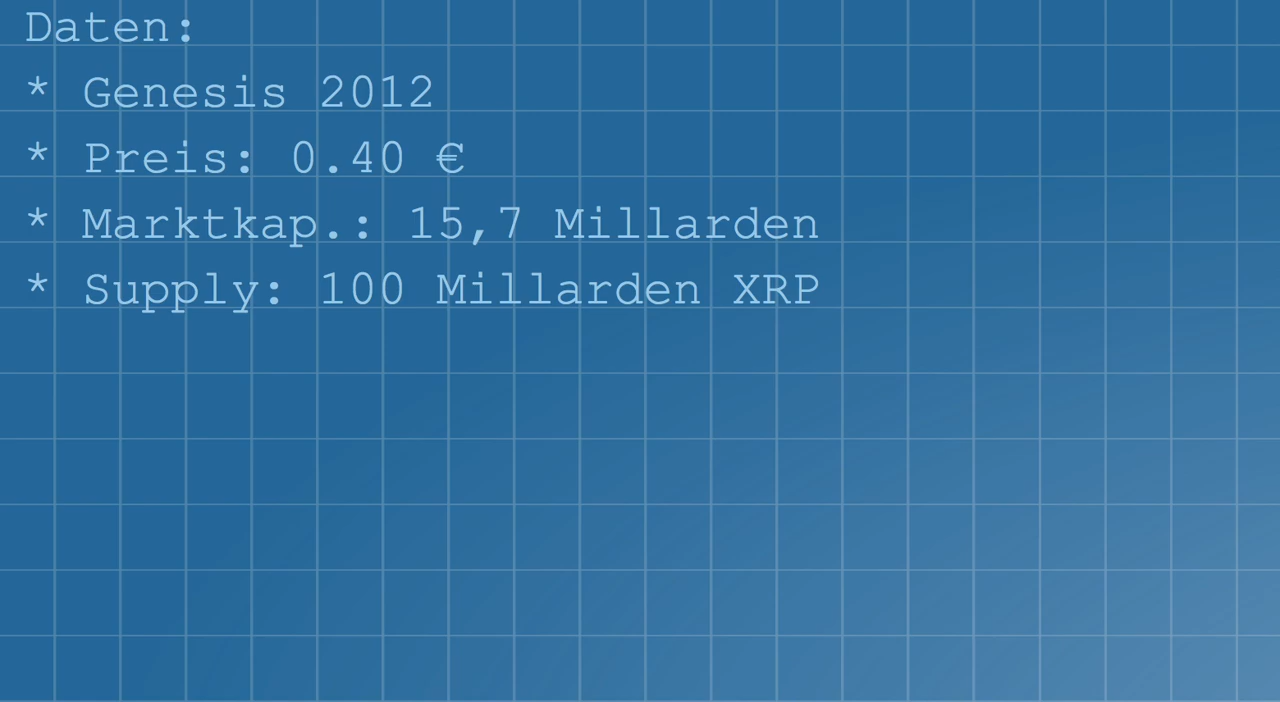 Daten:
* Genesis 2012
* Preis: 0.40 €
* Marktkap.: 15,7 Millarden
* Supply: 100 Millarden XRP